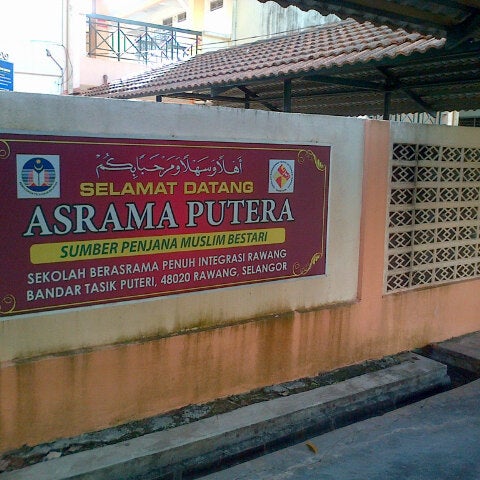 أهلا وسهلا ومرحبا بكم
SELAMAT DATANG
ASRAMA PUTERA
SUMBER PENJANA MUSLIM BESTARI
SEKOLAH BERASRAMA PENUH INTEGRASI RAWANG
BANDAR TASIK PUTERI, 48020 RAWANG, SELANGOR